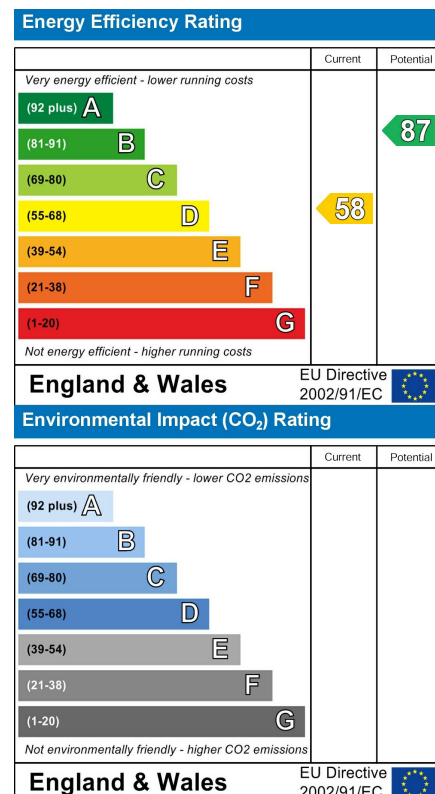 Energy Efficiency Rating
Current Potential
Very energy efficient - lower running costs
(92 plus) A
(81-91) B
87
(69-80) C
(55-68) D
58
(39-54) E
(21-38) F
(1-20) G
Not energy efficient - higher running costs
England & Wales
EU Directive
2002/91/EC
Environmental Impact (CO₂) Rating
Current Potential
Very environmentally friendly - lower CO2 emissions
(92 plus) A
(81-91) B
(69-80) C
(55-68) D
(39-54) E
(21-38) F
(1-20) G
Not environmentally friendly - higher CO2 emissions
England & Wales
EU Directive
2002/91/EC